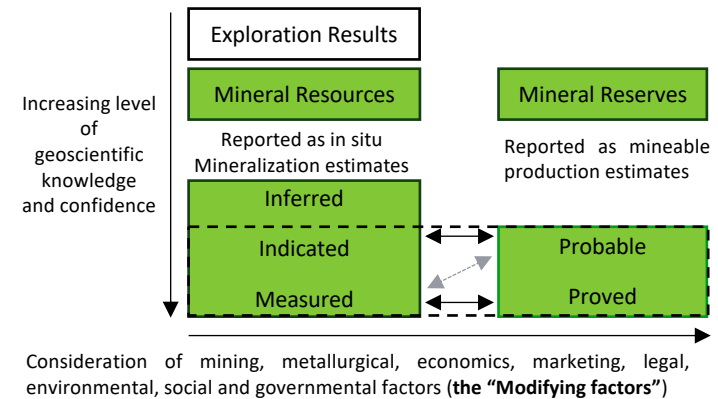 Exploration Results
Mineral Resources
Mineral Reserves
Increasing level
of
geoscientific
knowledge
and confidence
Reported as in situ
Mineralization estimates
Reported as mineable
production estimates
Inferred
Indicated
Measured
Probable
Proved
Consideration of mining, metallurgical, economics, marketing, legal,
environmental, social and governmental factors (the “Modifying factors”)